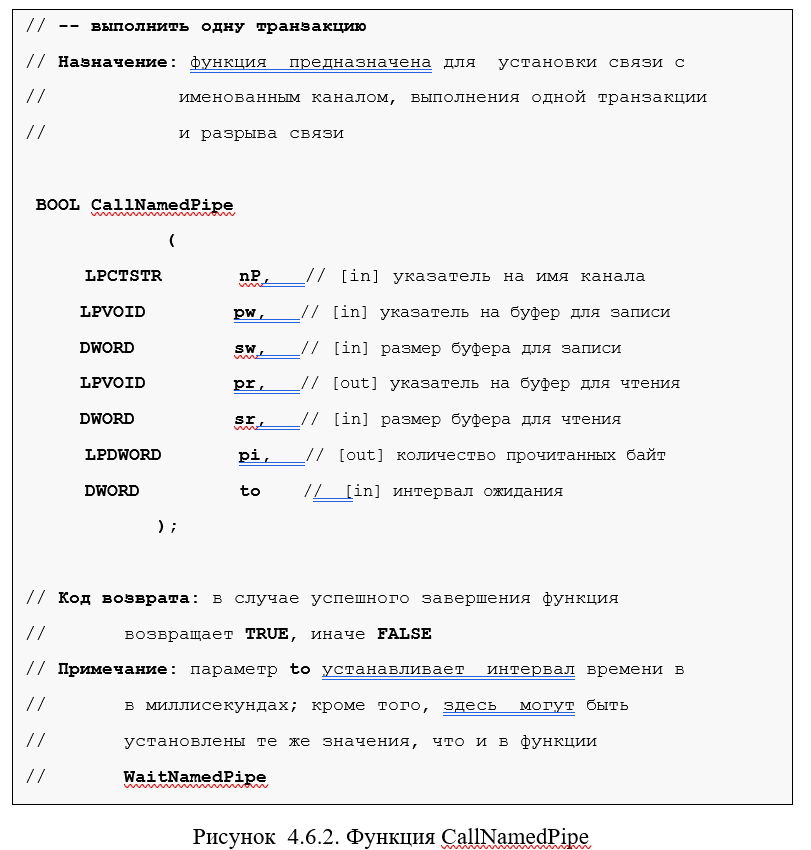 // -- выполнить одну транзакцию
// Назначение: функция предназначена для установки связи с
// именованным каналом, выполнения одной транзакции
// и разрыва связи
BOOL CallNamedPipe
(
LPCTSTR nP, // [in] указатель на имя канала
LPVOID pw, // [in] указатель на буфер для записи
DWORD sw, // [in] размер буфера для записи
LPVOID pr, // [out] указатель на буфер для чтения
DWORD sr, // [in] размер буфера для чтения
LPDWORD pi, // [out] количество прочитанных байт
DWORD to // [in] интервал ожидания
);
// Код возврата: в случае успешного завершения функция
// возвращает TRUE, иначе FALSE
// Примечание: параметр to устанавливает интервал времени в
// в миллисекундах; кроме того, здесь могут быть
// установлены те же значения, что и в функции
// WaitNamedPipe
Рисунок 4.6.2. Функция CallNamedPipe